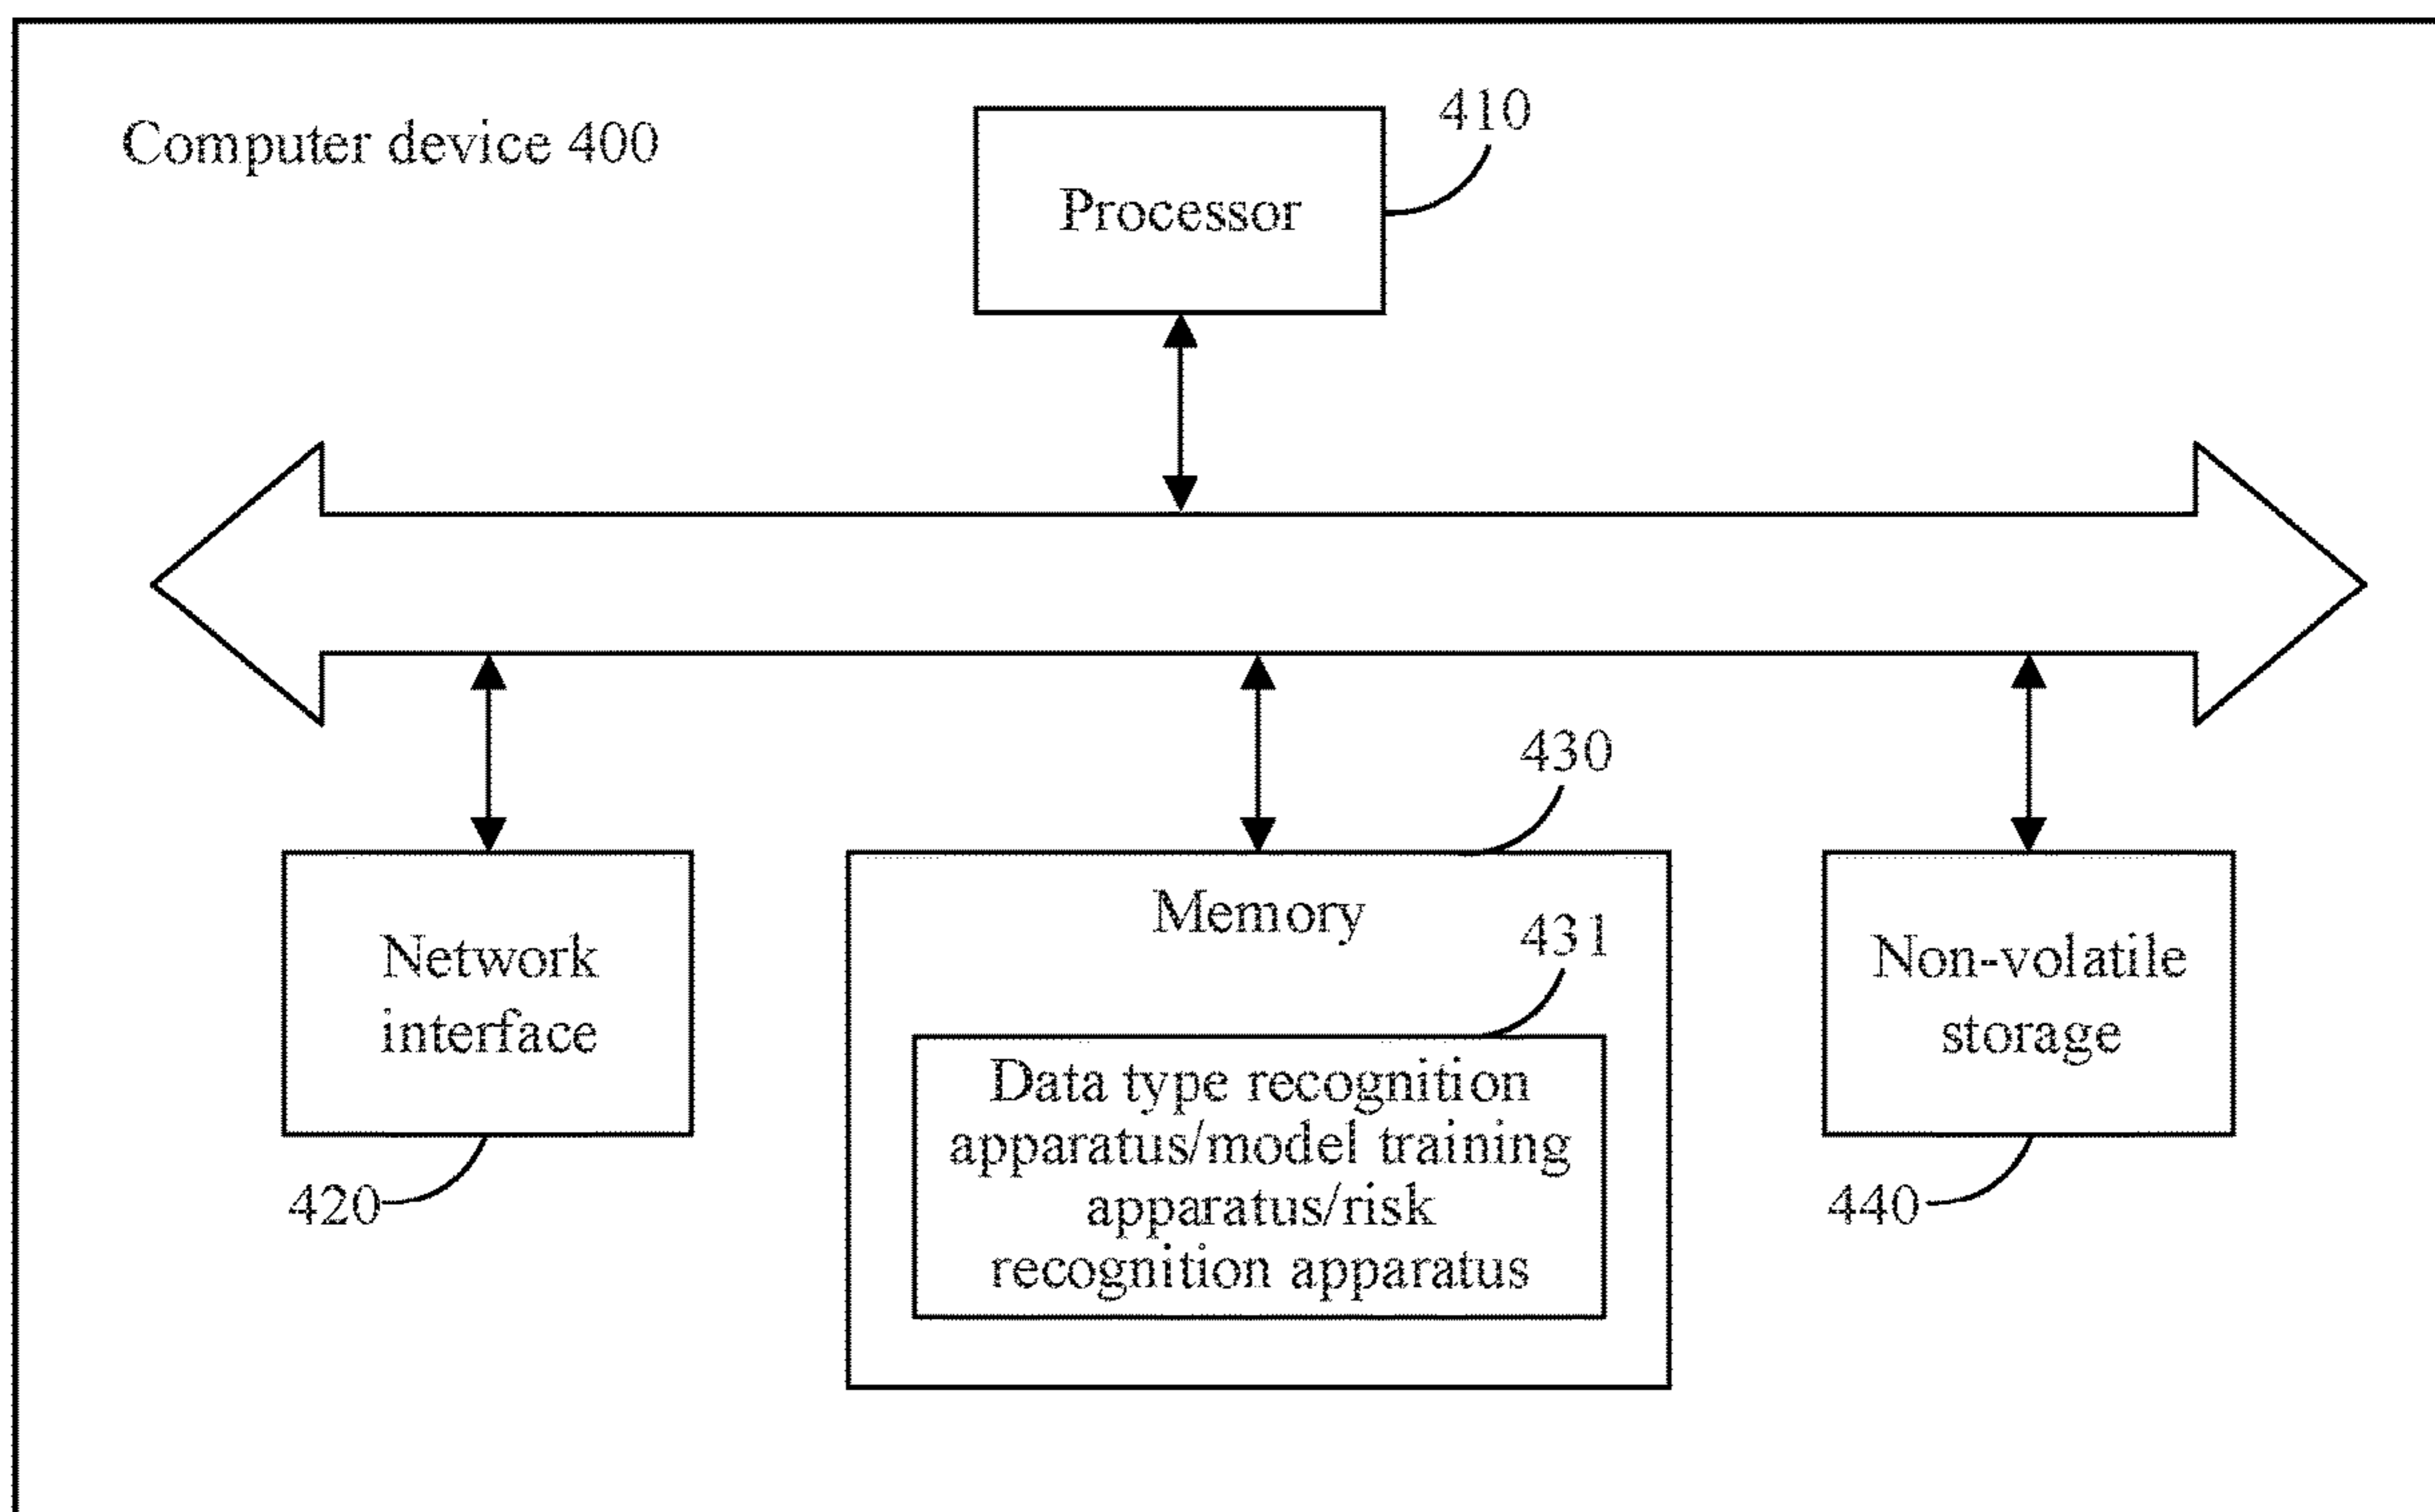 Computer device 400
410
Processor
430
Memory
431
Network
interface
Non-volatile
storage
Data type recognition
apparatus/model training
apparatus/risk
recognition apparatus
420
440